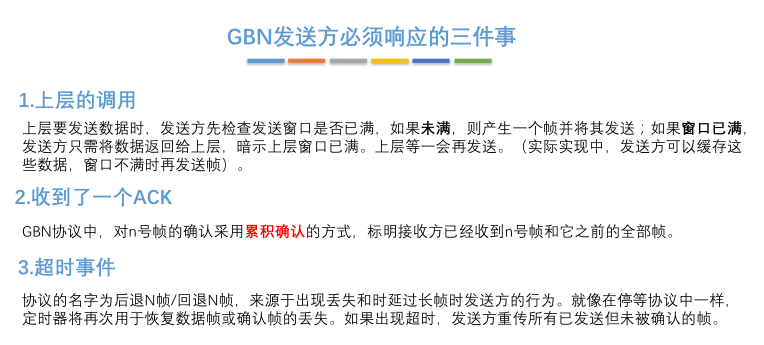 GBN发送方必须响应的三件事
1.上层的调用
上层要发送数据时，发送方先检查发送窗口是否已满，如果未满，则产生一个帧并将其发送；如果窗口已满，
发送方只需将数据返回给上层，暗示上层窗口已满。上层等一会再发送。（实际实现中，发送方可以缓存这
些数据，窗口不满时再发送帧）。
2.收到了一个ACK
GBN协议中，对n号帧的确认采用累积确认的方式，标明接收方已经收到n号帧和它之前的全部帧。
3.超时事件
协议的名字为后退N帧/回退N帧，来源于出现丢失和时延过长帧时发送方的行为。就像在停等协议中一样，
定时器将再次用于恢复数据帧或确认帧的丢失。如果出现超时，发送方重传所有已发送但未被确认的帧。